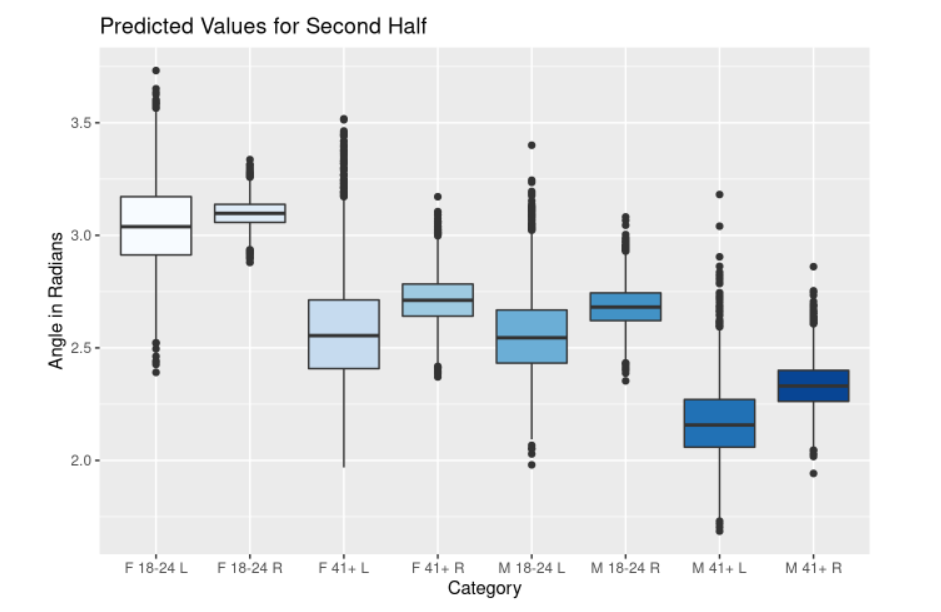 Predicted Values for Second Half
Angle in Radians
3.5
3.0
2.5
2.0
F 18-24 L F 18-24 R F 41+ L F 41+ R M 18-24 L M 18-24 R M 41+ L M 41+ R
Category